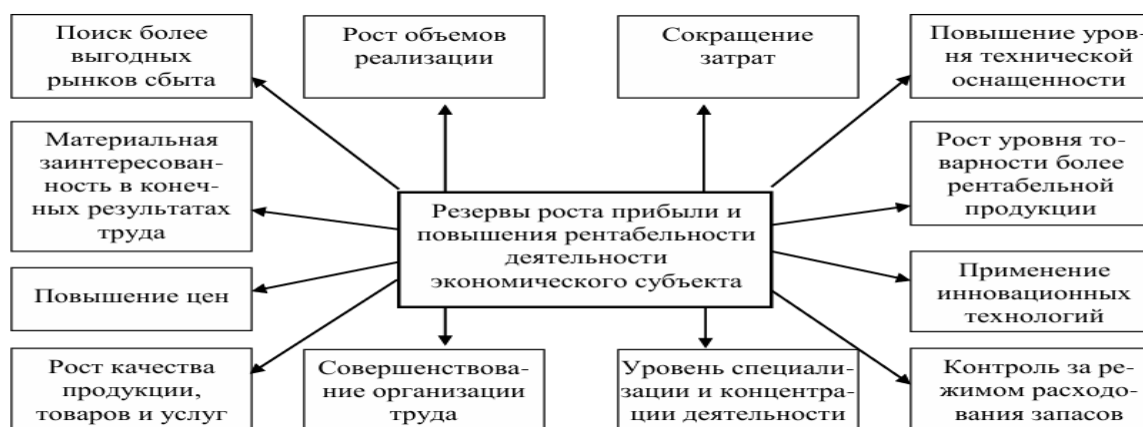 Поиск более
выгодных
рынков сбыта
Рост объемов
реализации
Сокращение
затрат
Повышение уров-
ня технической
оснащенности
Материальная
заинтересован-
ность в конеч-
ных результатах
труда
Рост уровня то-
варности более
рентабельной
продукции
Резервы роста прибыли и
повышения рентабельности
деятельности
экономического субъекта
Повышение цен
Применение
инновационных
технологий
Рост качества
продукции,
товаров и услуг
Совершенствова-
ние организации
труда
Уровень специали-
зации и концентра-
ции деятельности
Контроль за ре-
жимом расходо-
вания запасов